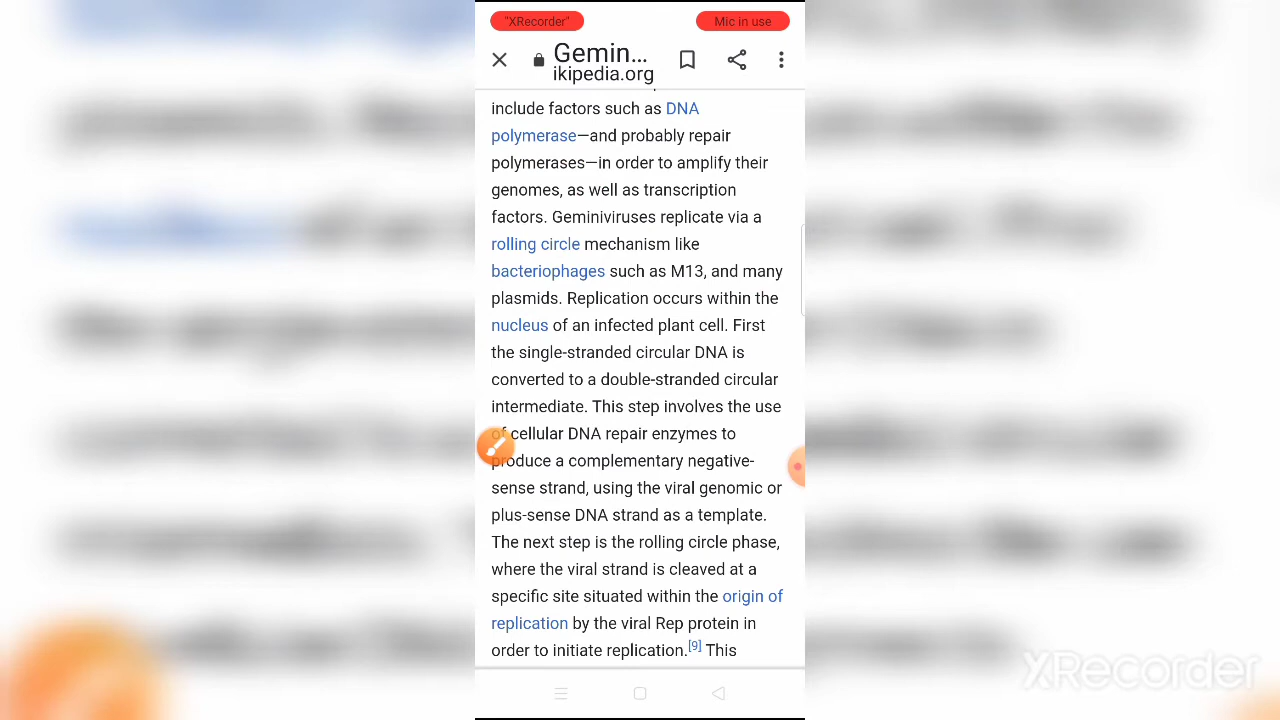 "XRecorder"
Mic in use
Gemin...
ikipedia.org
include factors such as DNA
polymerase—and probably repair
polymerases—in order to amplify their
genomes, as well as transcription
factors. Geminiviruses replicate via a
rolling circle mechanism like
bacteriophages such as M13, and many
plasmids. Replication occurs within the
nucleus of an infected plant cell. First
the single-stranded circular DNA is
converted to a double-stranded circular
intermediate. This step involves the use
of cellular DNA repair enzymes to
produce a complementary negative-
sense strand, using the viral genomic or
plus-sense DNA strand as a template.
The next step is the rolling circle phase,
where the viral strand is cleaved at a
specific site situated within the origin of
replication by the viral Rep protein in
order to initiate replication.[9] This
XRecorder